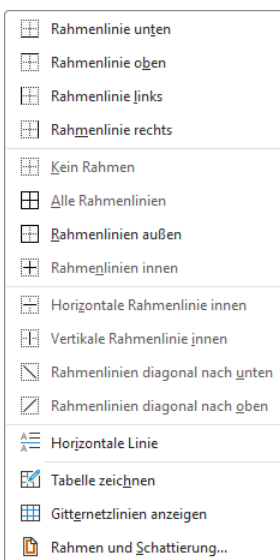 Rahmenlinie unten
Rahmenlinie oben
Rahmenlinie links
Rahmenlinie rechts
Kein Rahmen
Alle Rahmenlinien
Rahmenlinien außen
Rahmenlinien innen
Horizontale Rahmenlinie innen
Vertikale Rahmenlinie innen
Rahmenlinien diagonal nach unten
Rahmenlinien diagonal nach oben
Horizontale Linie
Tabelle zeichnen
Gitternetzlinien anzeigen
Rahmen und Schattierung...